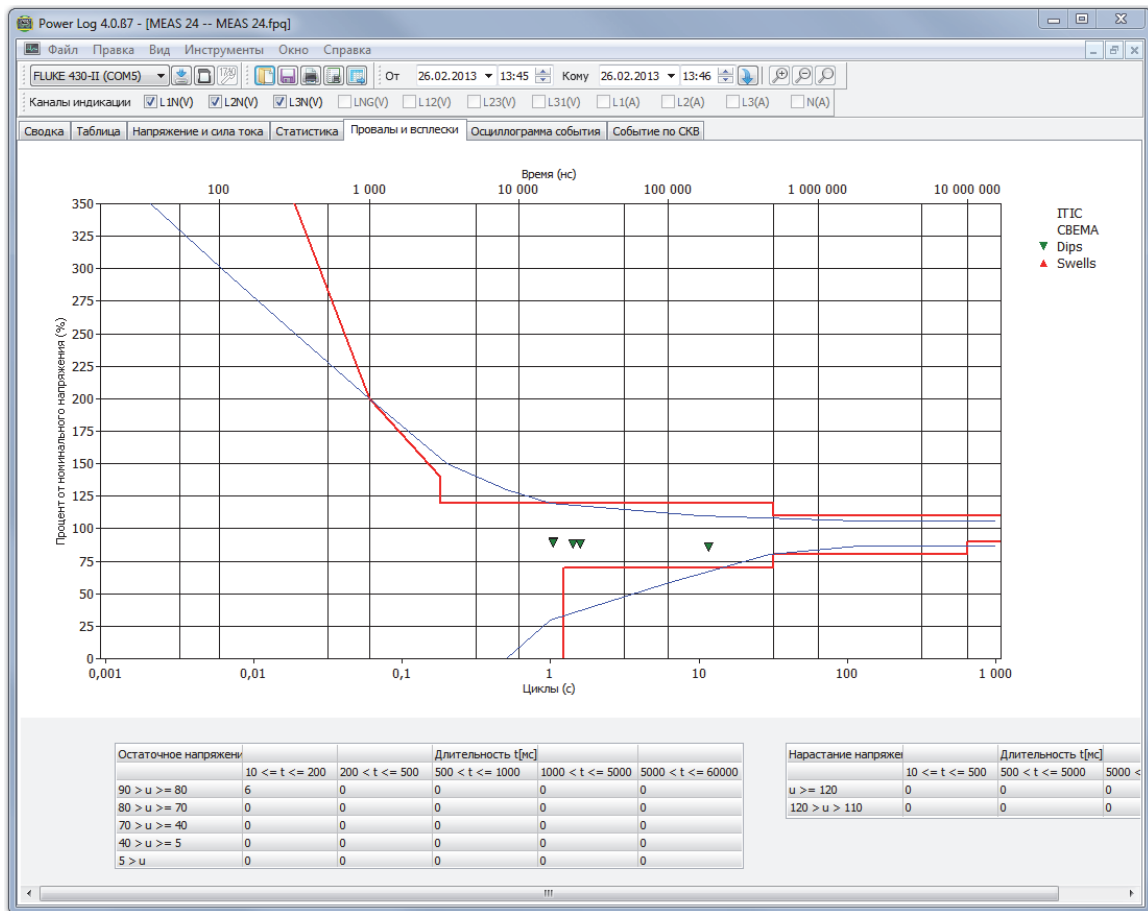 Power Log 4.0.ß7 - [MEAS 24 -- MEAS 24.fpq]
Файл Правка Вид Инструменты Окно Справка
FLUKE 430-II (COM5) От 26.02.2013 13:45 Кому 26.02.2013 13:46
Каналы индикации L1N(V) L2N(V) L3N(V) LNG(V) L12(V) L23(V) L31(V) L1(A) L2(A) L3(A) N(A)
Сводка Таблица Напряжение и сила тока Статистика Провалы и всплески Осциллограмма события Событие по СКВ
Время (нс)
100 1 000 10 000 100 000 1 000 000 10 000 000
Процент от номинального напряжения (%)
350
325
300
275
250
225
200
175
150
125
100
75
50
25
0
ITIC
CBEMA
Dips
Swells
0,001 0,01 0,1 1 10 100 1 000
Циклы (с)
Остаточное напряжени Длительность t[мс]
10 <= t <= 200 200 < t <= 500 500 < t <= 1000 1000 < t <= 5000 5000 < t <= 60000
90 > u >= 80 6 0 0 0 0
80 > u >= 70 0 0 0 0 0
70 > u >= 40 0 0 0 0 0
40 > u >= 5 0 0 0 0 0
5 > u 0 0 0 0 0
Нарастание напряже Длительность t[мс]
10 <= t <= 500 500 < t <= 5000 5000 <
u >= 120 0 0 0
120 > u > 110 0 0 0